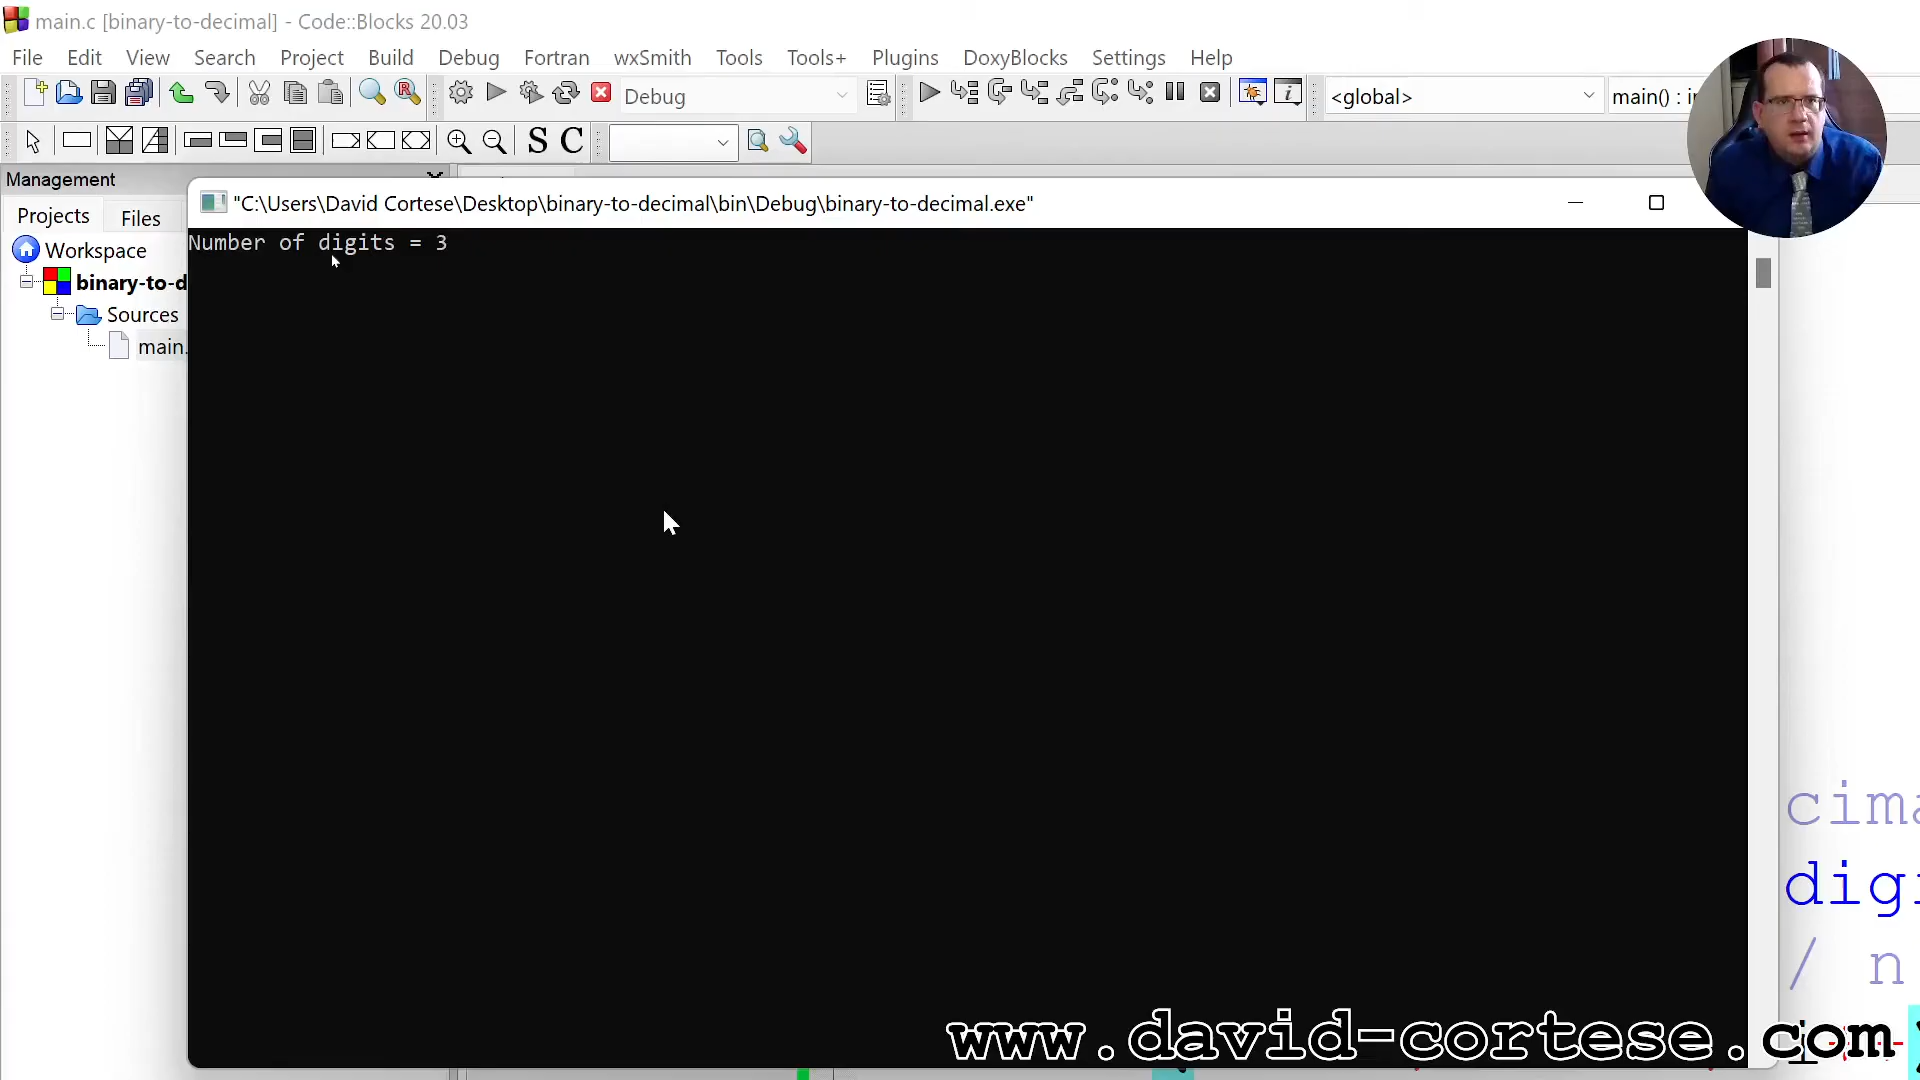 main.c [binary-to-decimal] - Code::Blocks 20.03
File Edit View Search Project Build Debug Fortran wxSmith Tools Tools+ Plugins DoxyBlocks Settings Help
Debug <global> main() : i
S C
Management
Projects Files
"C:\Users\David Cortese\Desktop\binary-to-decimal\bin\Debug\binary-to-decimal.exe"
Number of digits = 3
Workspace
binary-to-d
Sources
main.
cima
digi
/ n
www.david-cortese.com